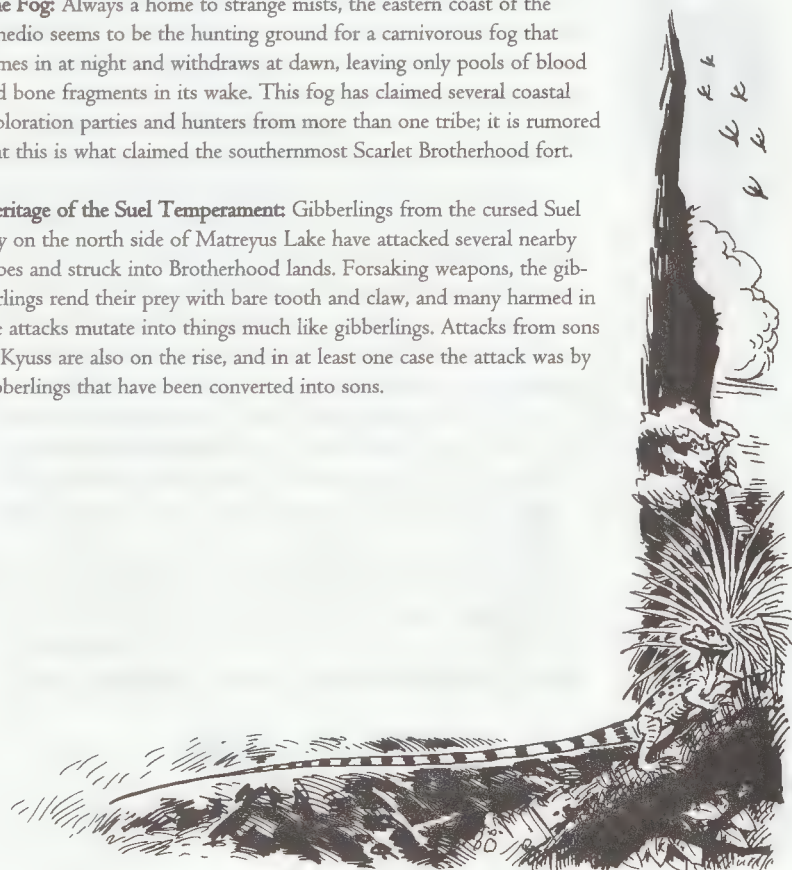 ne Fog: Always a home to strange mists, the eastern coast of the
nedio seems to be the hunting ground for a carnivorous fog that
mes in at night and withdraws at dawn, leaving only pools of blood
d bone fragments in its wake. This fog has claimed several coastal
ploration parties and hunters from more than one tribe; it is rumored
at this is what claimed the southernmost Scarlet Brotherhood fort.
eritage of the Suel Temperament: Gibberlings from the cursed Suel
y on the north side of Matreyus Lake have attacked several nearby
bes and struck into Brotherhood lands. Forsaking weapons, the gib-
rlings rend their prey with bare tooth and claw, and many harmed in
e attacks mutate into things much like gibberlings. Attacks from sons
Kyuss are also on the rise, and in at least one case the attack was by
bberlings that have been converted into sons.